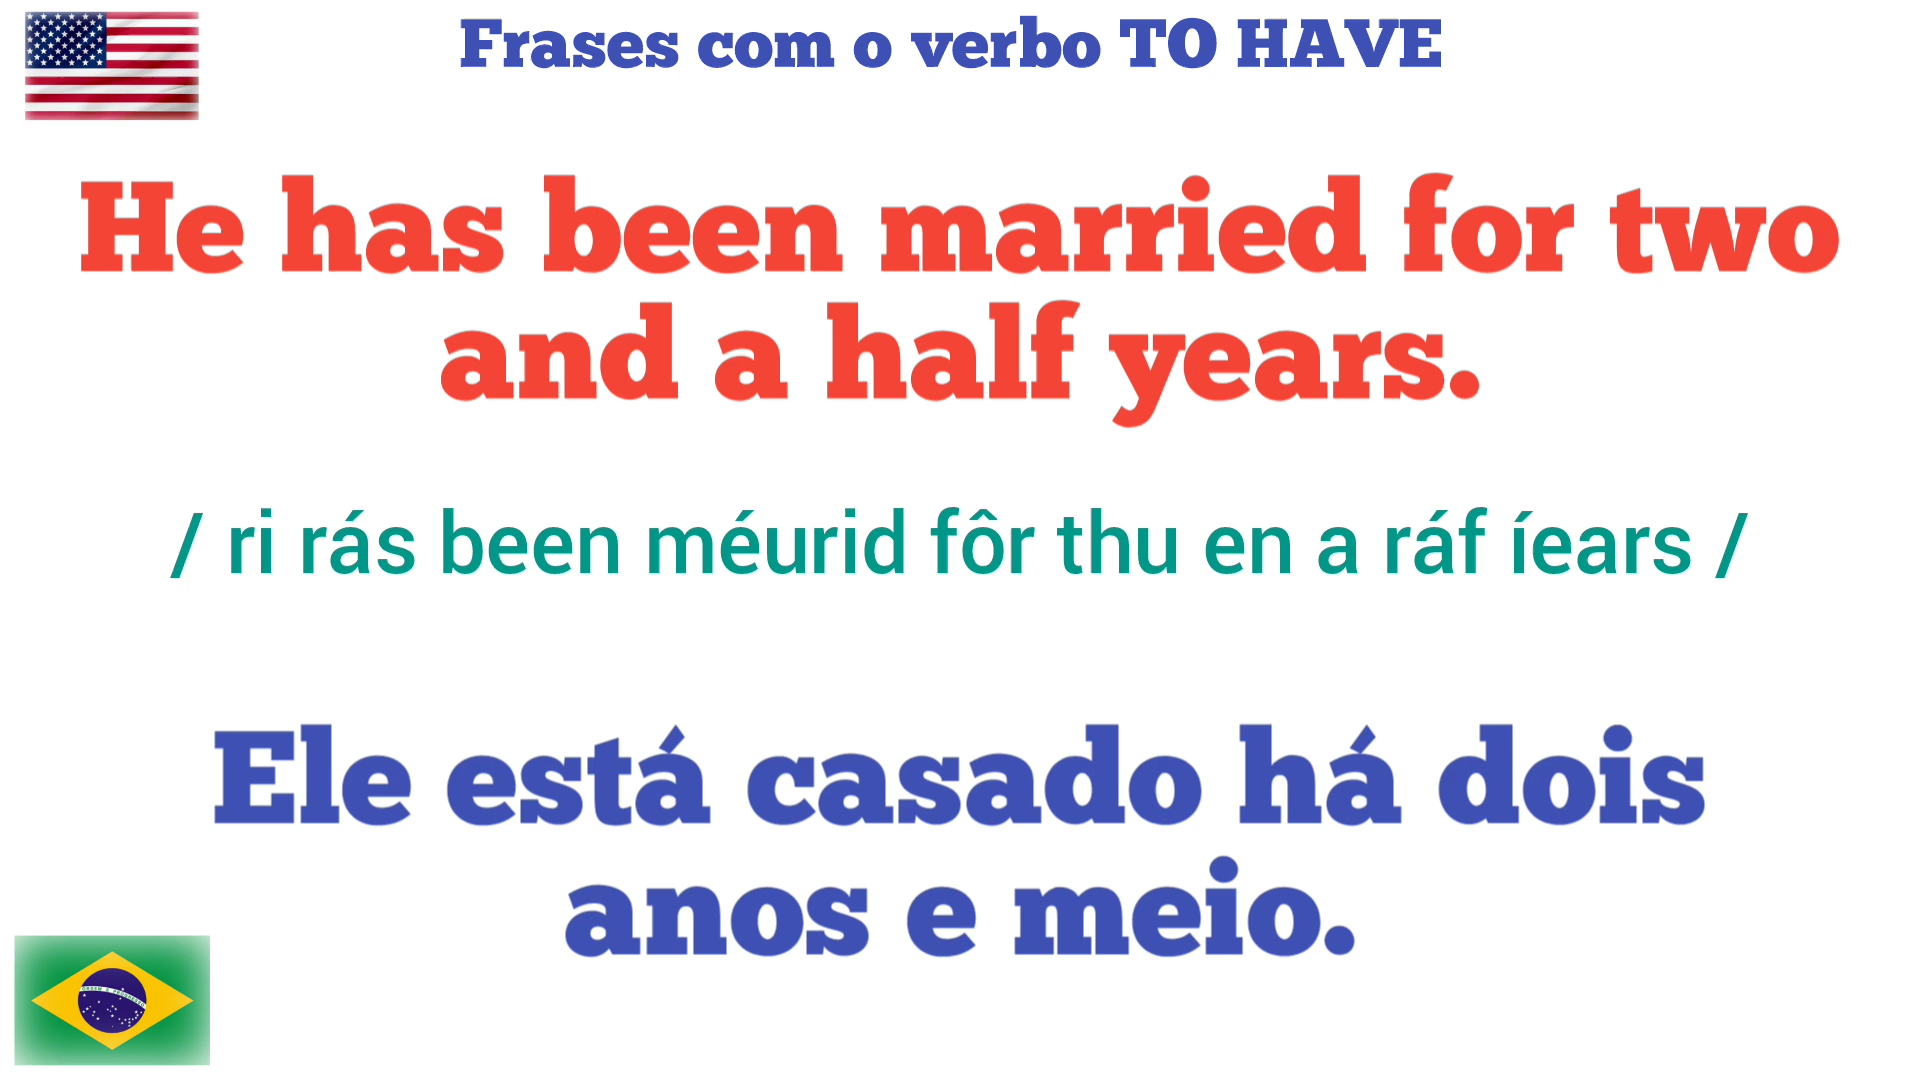 Frases com o verbo TO HAVE
He has been married for two
and a half years.
/ ri rás been méurid fôr thu en a ráf íears /
Ele está casado há dois
anos e meio.